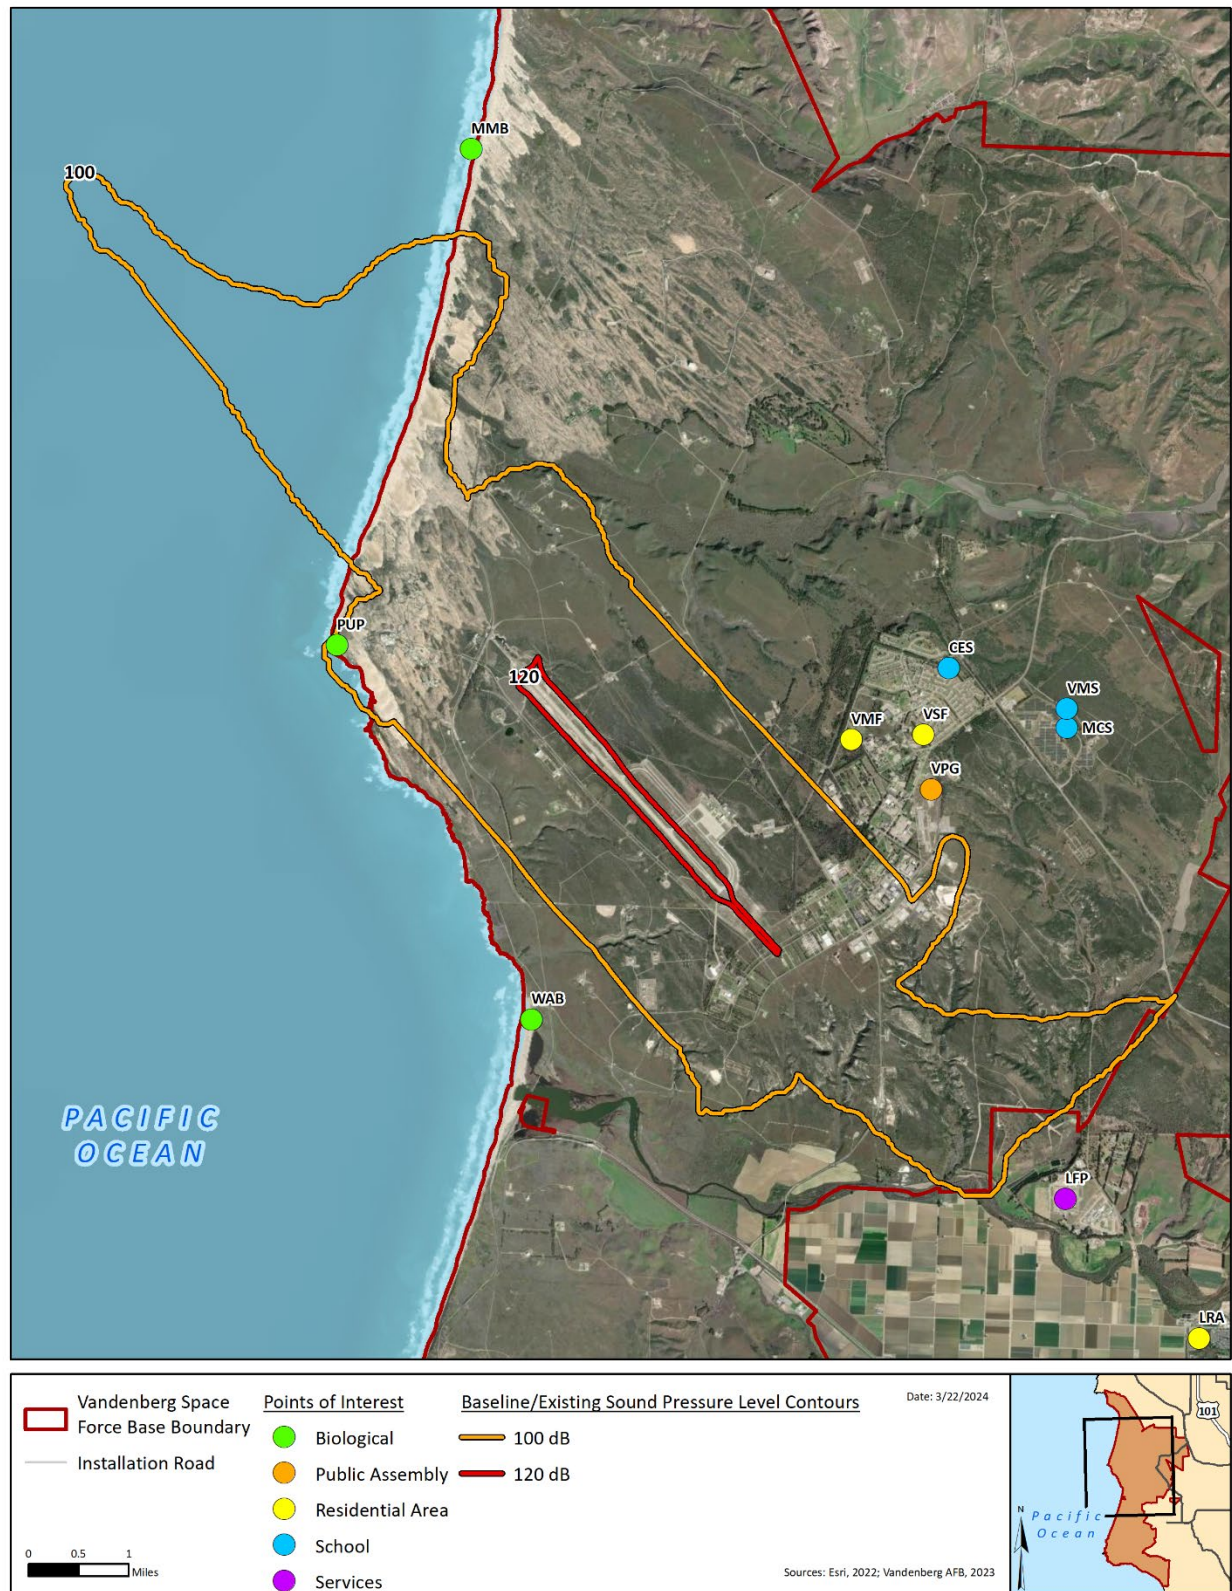 MMB
100
PUP
120
CES
VMS
VMF
VSF
MCS
VPG
WAB
PACIFIC
OCEAN
LFP
LRA
Vandenberg Space
Force Base Boundary
Installation Road
0 0.5 1
Miles
Points of Interest
Biological
Public Assembly
Residential Area
School
Services
Baseline/Existing Sound Pressure Level Contours
100 dB
120 dB
Date: 3/22/2024
Sources: Esri, 2022; Vandenberg AFB, 2023
101
N
Pacific
Ocean